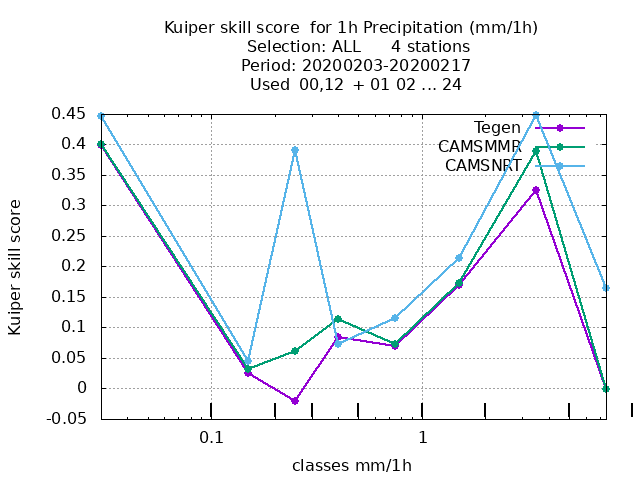 Kuiper skill score  for 1h Precipitation (mm/1h)
Selection: ALL      4 stations
Period: 20200203-20200217
Used  00,12  + 01 02 ... 24
Tegen
CAMSMMR
CAMSNRT
0.45
0.4
0.35
0.3
0.25
0.2
0.15
0.1
0.05
0
-0.05
Kuiper skill score
0.1
1
classes mm/1h